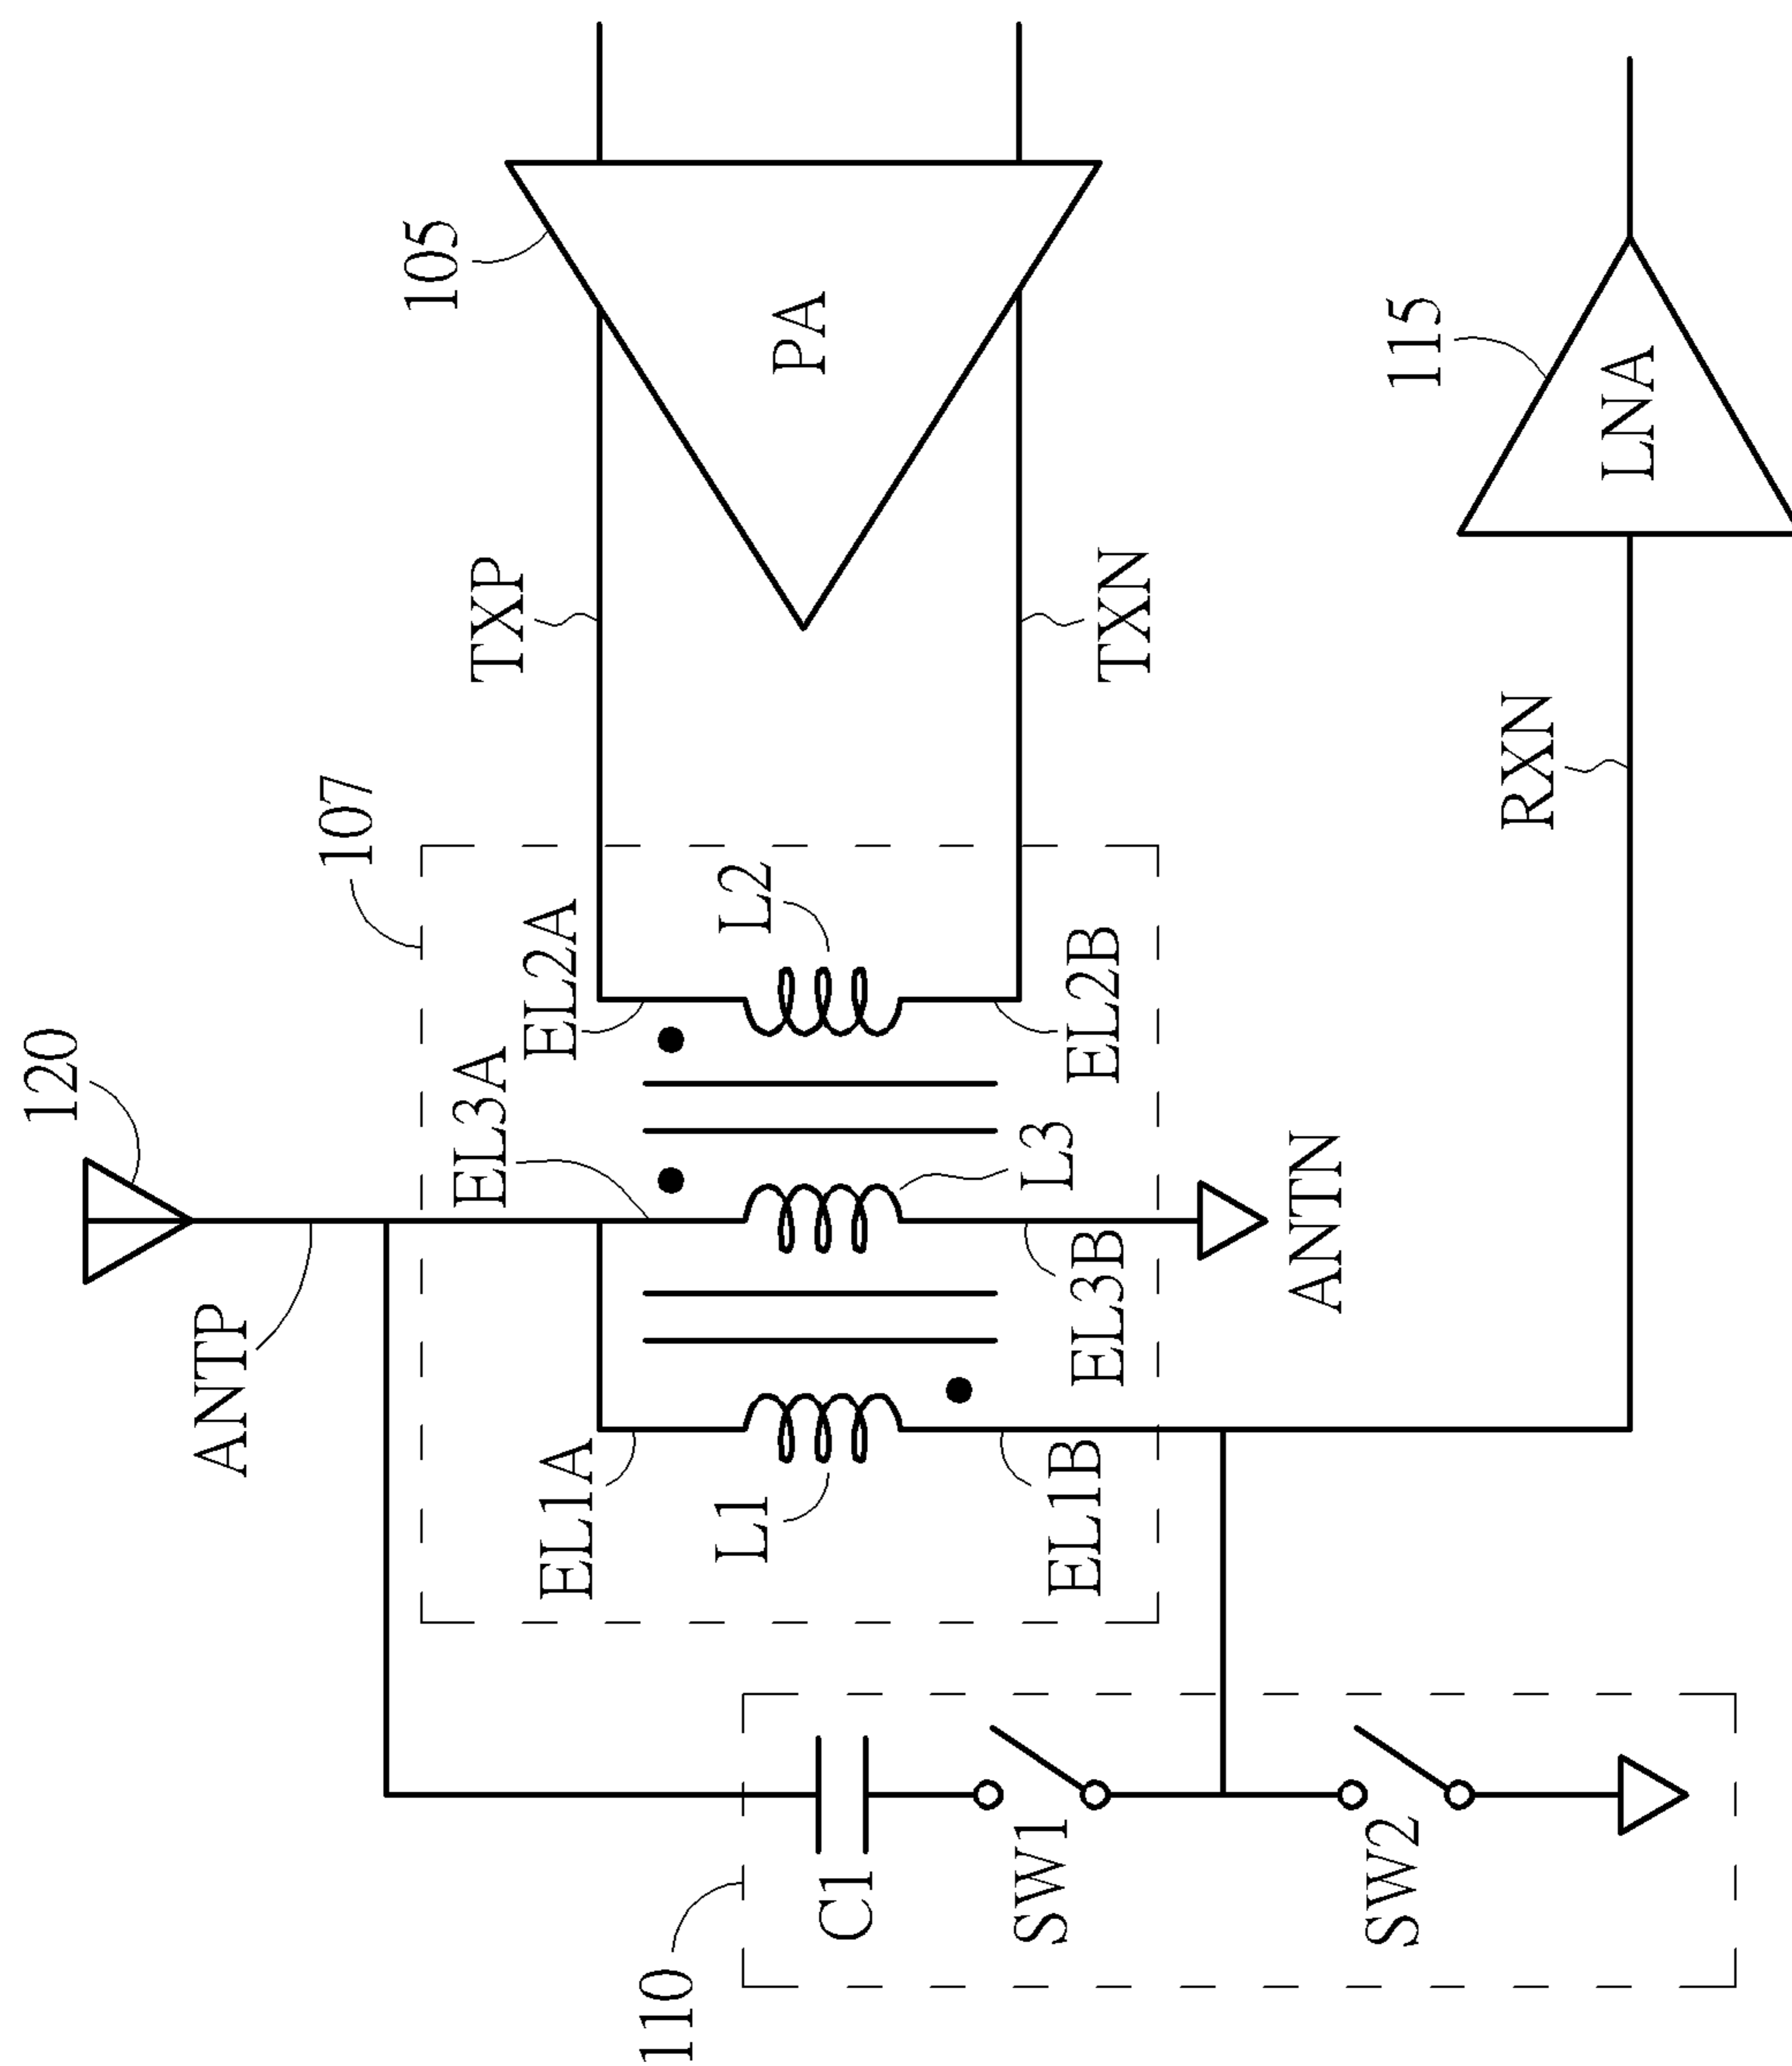 120
ANTP
107
105
TXP
PA
TXN
115
LNA
RXN
EL3A
EL2A
L2
EL2B
L3
EL3B
ANTN
EL1A
L1
EL1B
110
C1
SW1
SW2